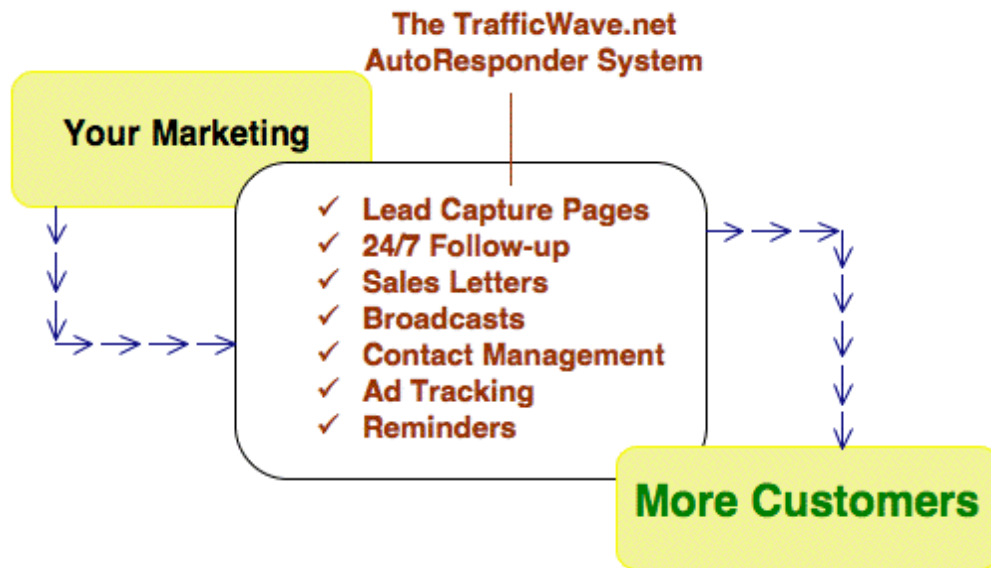 The TrafficWave.net
AutoResponder System
Your Marketing
✓ Lead Capture Pages
✓ 24/7 Follow-up
✓ Sales Letters
✓ Broadcasts
✓ Contact Management
✓ Ad Tracking
✓ Reminders
More Customers